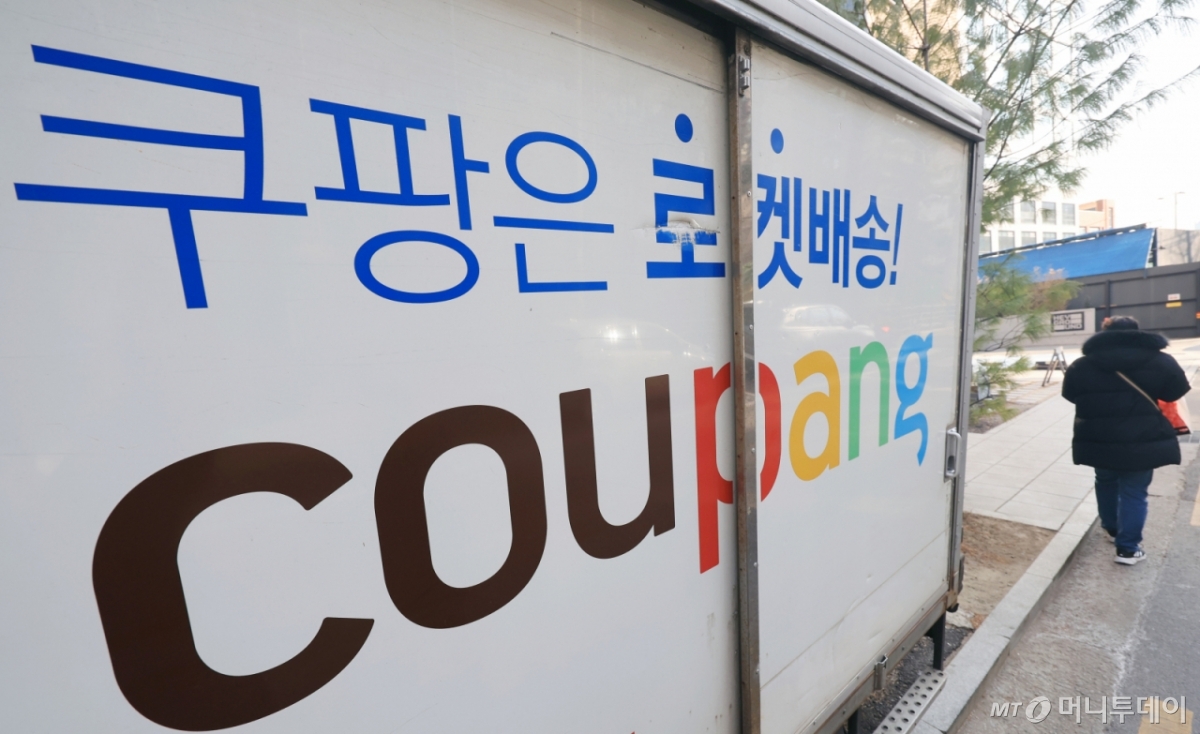 쿠팡은 로켓배송!
coupang
MT 머니투데이